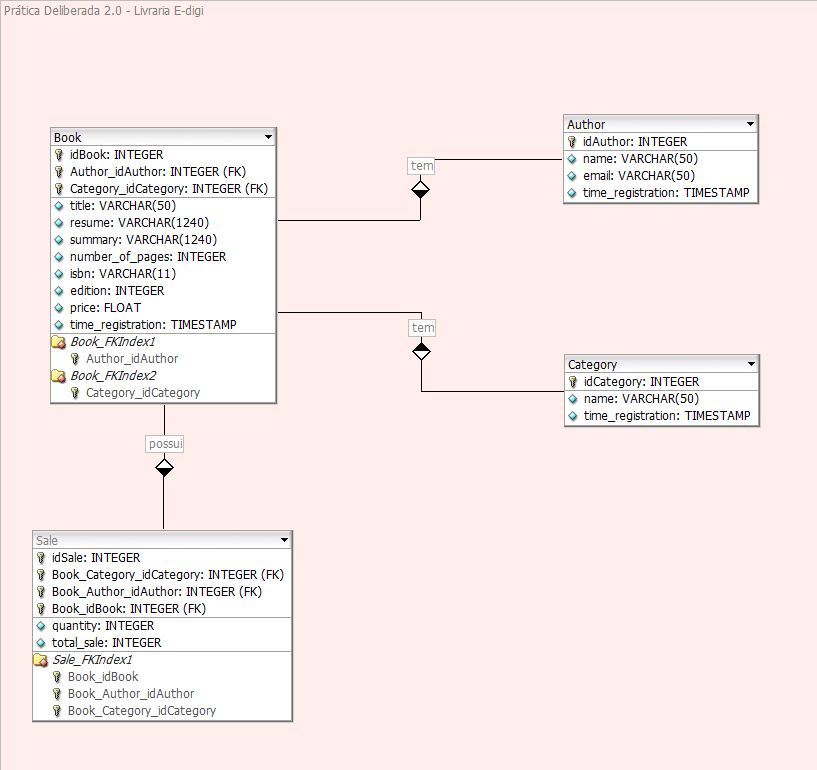 Prática Deliberada 2.0 - Livraria E-digi
Book
idBook: INTEGER
Author_idAuthor: INTEGER (FK)
Category_idCategory: INTEGER (FK)
title: VARCHAR(50)
resume: VARCHAR(1240)
summary: VARCHAR(1240)
number_of_pages: INTEGER
isbn: VARCHAR(11)
edition: INTEGER
price: FLOAT
time_registration: TIMESTAMP
Book_FKIndex1
Author_idAuthor
Book_FKIndex2
Category_idCategory
tem
Author
idAuthor: INTEGER
name: VARCHAR(50)
email: VARCHAR(50)
time_registration: TIMESTAMP
tem
Category
idCategory: INTEGER
name: VARCHAR(50)
time_registration: TIMESTAMP
possui
Sale
idSale: INTEGER
Book_Category_idCategory: INTEGER (FK)
Book_Author_idAuthor: INTEGER (FK)
Book_idBook: INTEGER (FK)
quantity: INTEGER
total_sale: INTEGER
Sale_FKIndex1
Book_idBook
Book_Author_idAuthor
Book_Category_idCategory